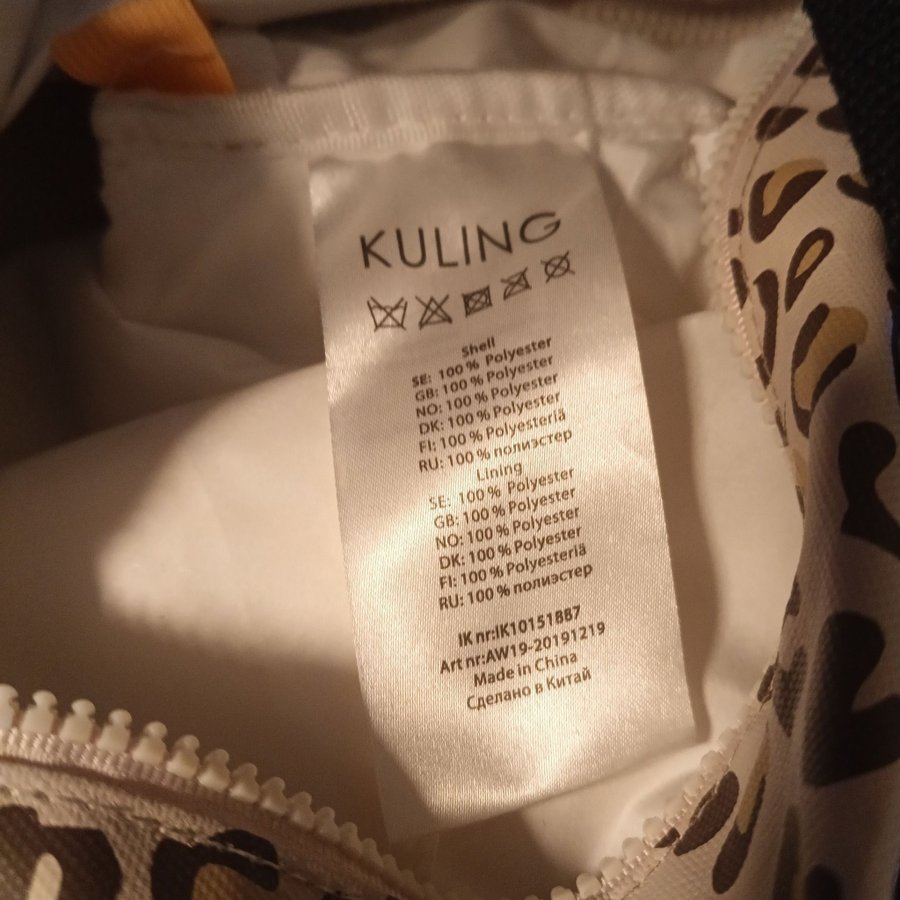 KULING
Shell
SE: 100 % Polyester
GB: 100 % Polyester
NO: 100 % Polyester
DK: 100 % Polyester
FI: 100 % Polyesteriä
RU: 100 % полиэстер
Lining
SE: 100 % Polyester
GB: 100 % Polyester
NO: 100 % Polyester
DK: 100 % Polyester
FI: 100 % Polyesteriä
RU: 100 % полиэстер
IK nr:IK10151887
Art nr:AW19-20191219
Made in China
Сделано в Китай